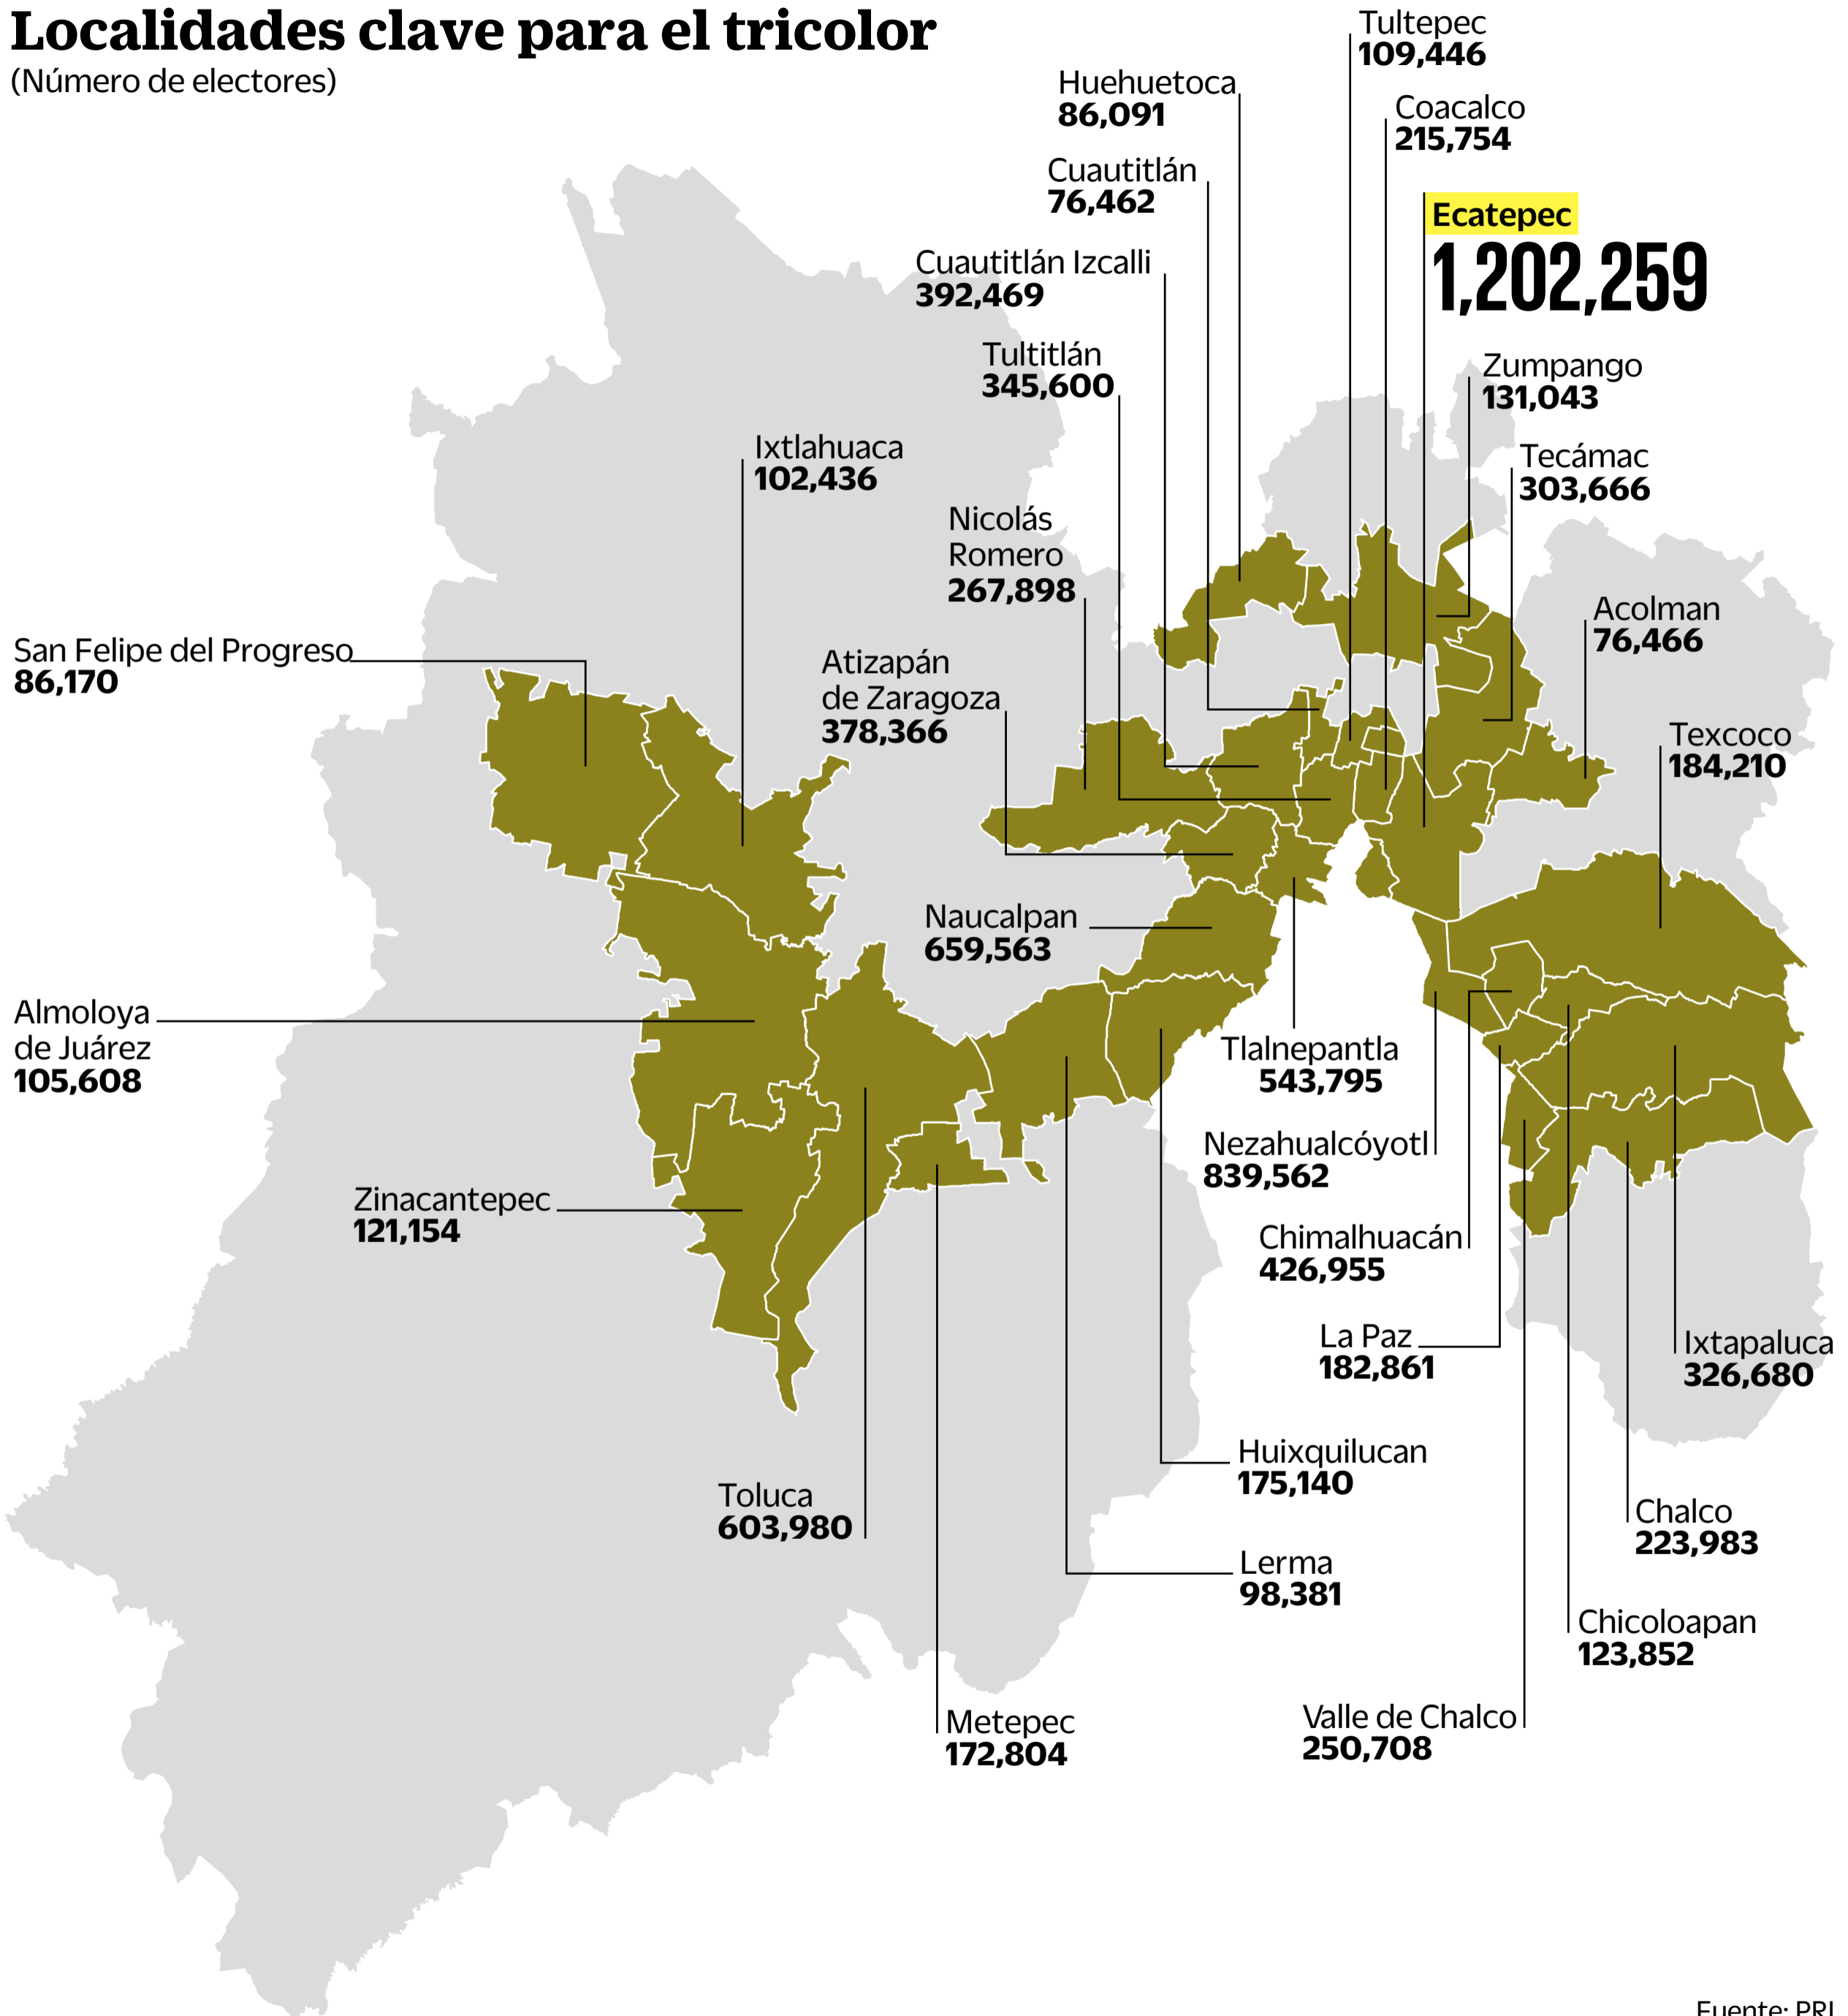 Localidades clave para el tricolor
(Número de electores)
Tultepec
109,446
Huehuetoca
86,091
Coacalco
215,754
Cuautitlán
76,462
Ecatepec
1,202,259
Cuautitlán Izcalli
392,469
Tultitlán
345,600
Zumpango
131,043
Ixtlahuaca
102,436
Tecámac
303,666
Nicolás
Romero
267,898
Acolman
76,466
San Felipe del Progreso
86,170
Atizapán
de Zaragoza
378,366
Texcoco
184,210
Naucalpan
659,563
Almoloya
de Juárez
105,608
Tlalnepantla
543,795
Nezahualcóyotl
839,562
Zinacantepec
121,154
Chimalhuacán
426,955
La Paz
182,861
Ixtapaluca
326,680
Huixquilucan
175,140
Toluca
603,980
Chalco
223,983
Lerma
98,381
Chicoloapan
123,852
Metepec
172,804
Valle de Chalco
250,708
Fuente: PRI